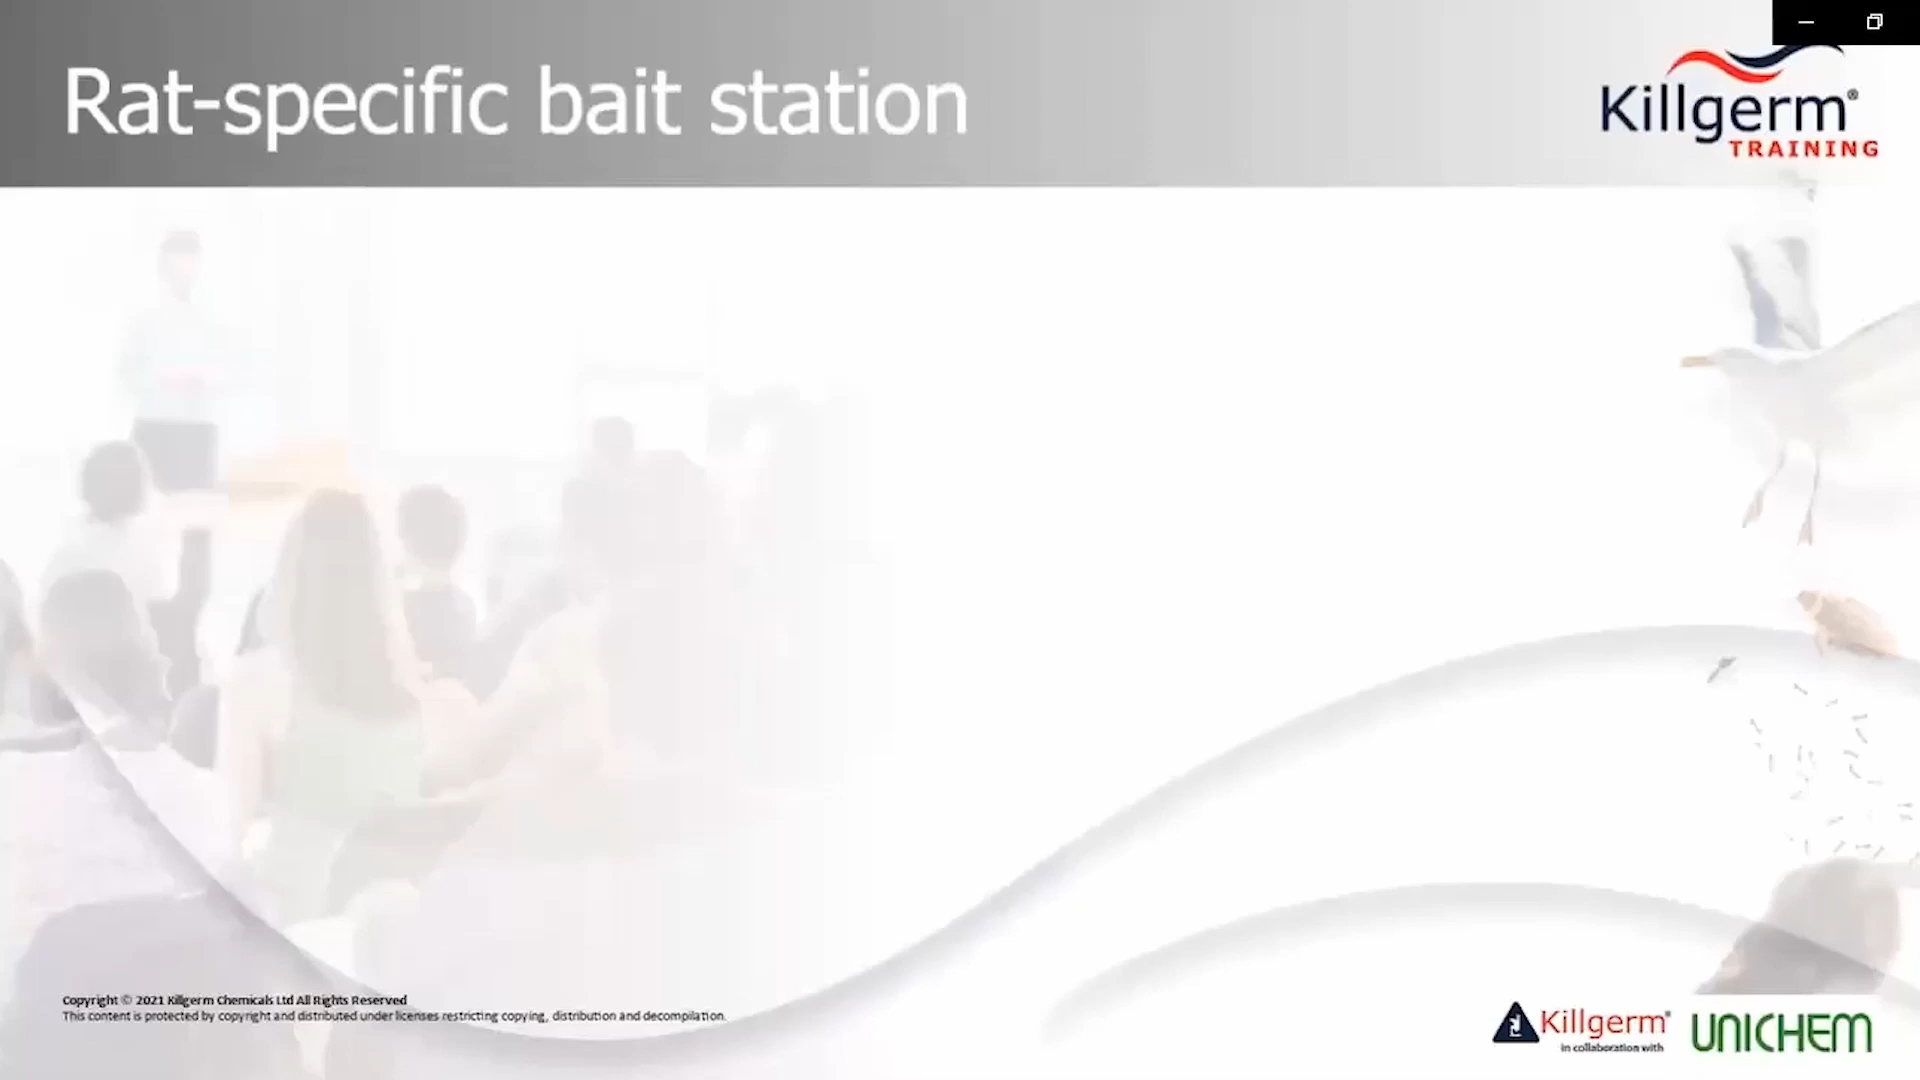 Rat-specific bait station
Killgerm®
TRAINING
Copyright © 2021 Killgerm Chemicals Ltd All Rights Reserved
This content is protected by copyright and distributed under licenses restricting copying, distribution and decompilation.
Killgerm®
in collaboration with
UNICHEM